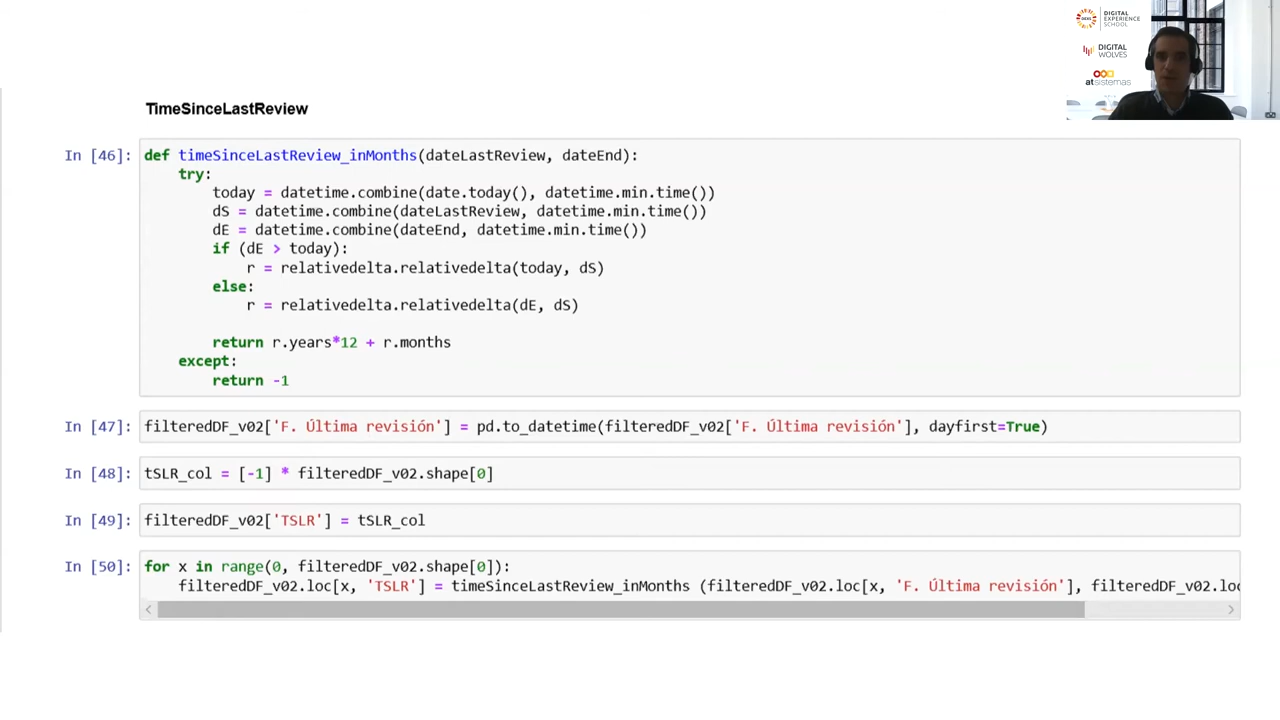 DIGITAL
EXPERIENCE
SCHOOL
DIGITAL
WOLVES
atsistemas
TimeSinceLastReview
In [46]: def timeSinceLastReview_inMonths(dateLastReview, dateEnd):
try:
today = datetime.combine(date.today(), datetime.min.time())
dS = datetime.combine(dateLastReview, datetime.min.time())
dE = datetime.combine(dateEnd, datetime.min.time())
if (dE > today):
r = relativedelta.relativedelta(today, dS)
else:
r = relativedelta.relativedelta(dE, dS)
return r.years*12 + r.months
except:
return -1
In [47]: filteredDF_v02['F. Última revisión'] = pd.to_datetime(filteredDF_v02['F. Última revisión'], dayfirst=True)
In [48]: tSLR_col = [-1] * filteredDF_v02.shape[0]
In [49]: filteredDF_v02['TSLR'] = tSLR_col
In [50]: for x in range(0, filteredDF_v02.shape[0]):
filteredDF_v02.loc[x, 'TSLR'] = timeSinceLastReview_inMonths (filteredDF_v02.loc[x, 'F. Última revisión'], filteredDF_v02.loc